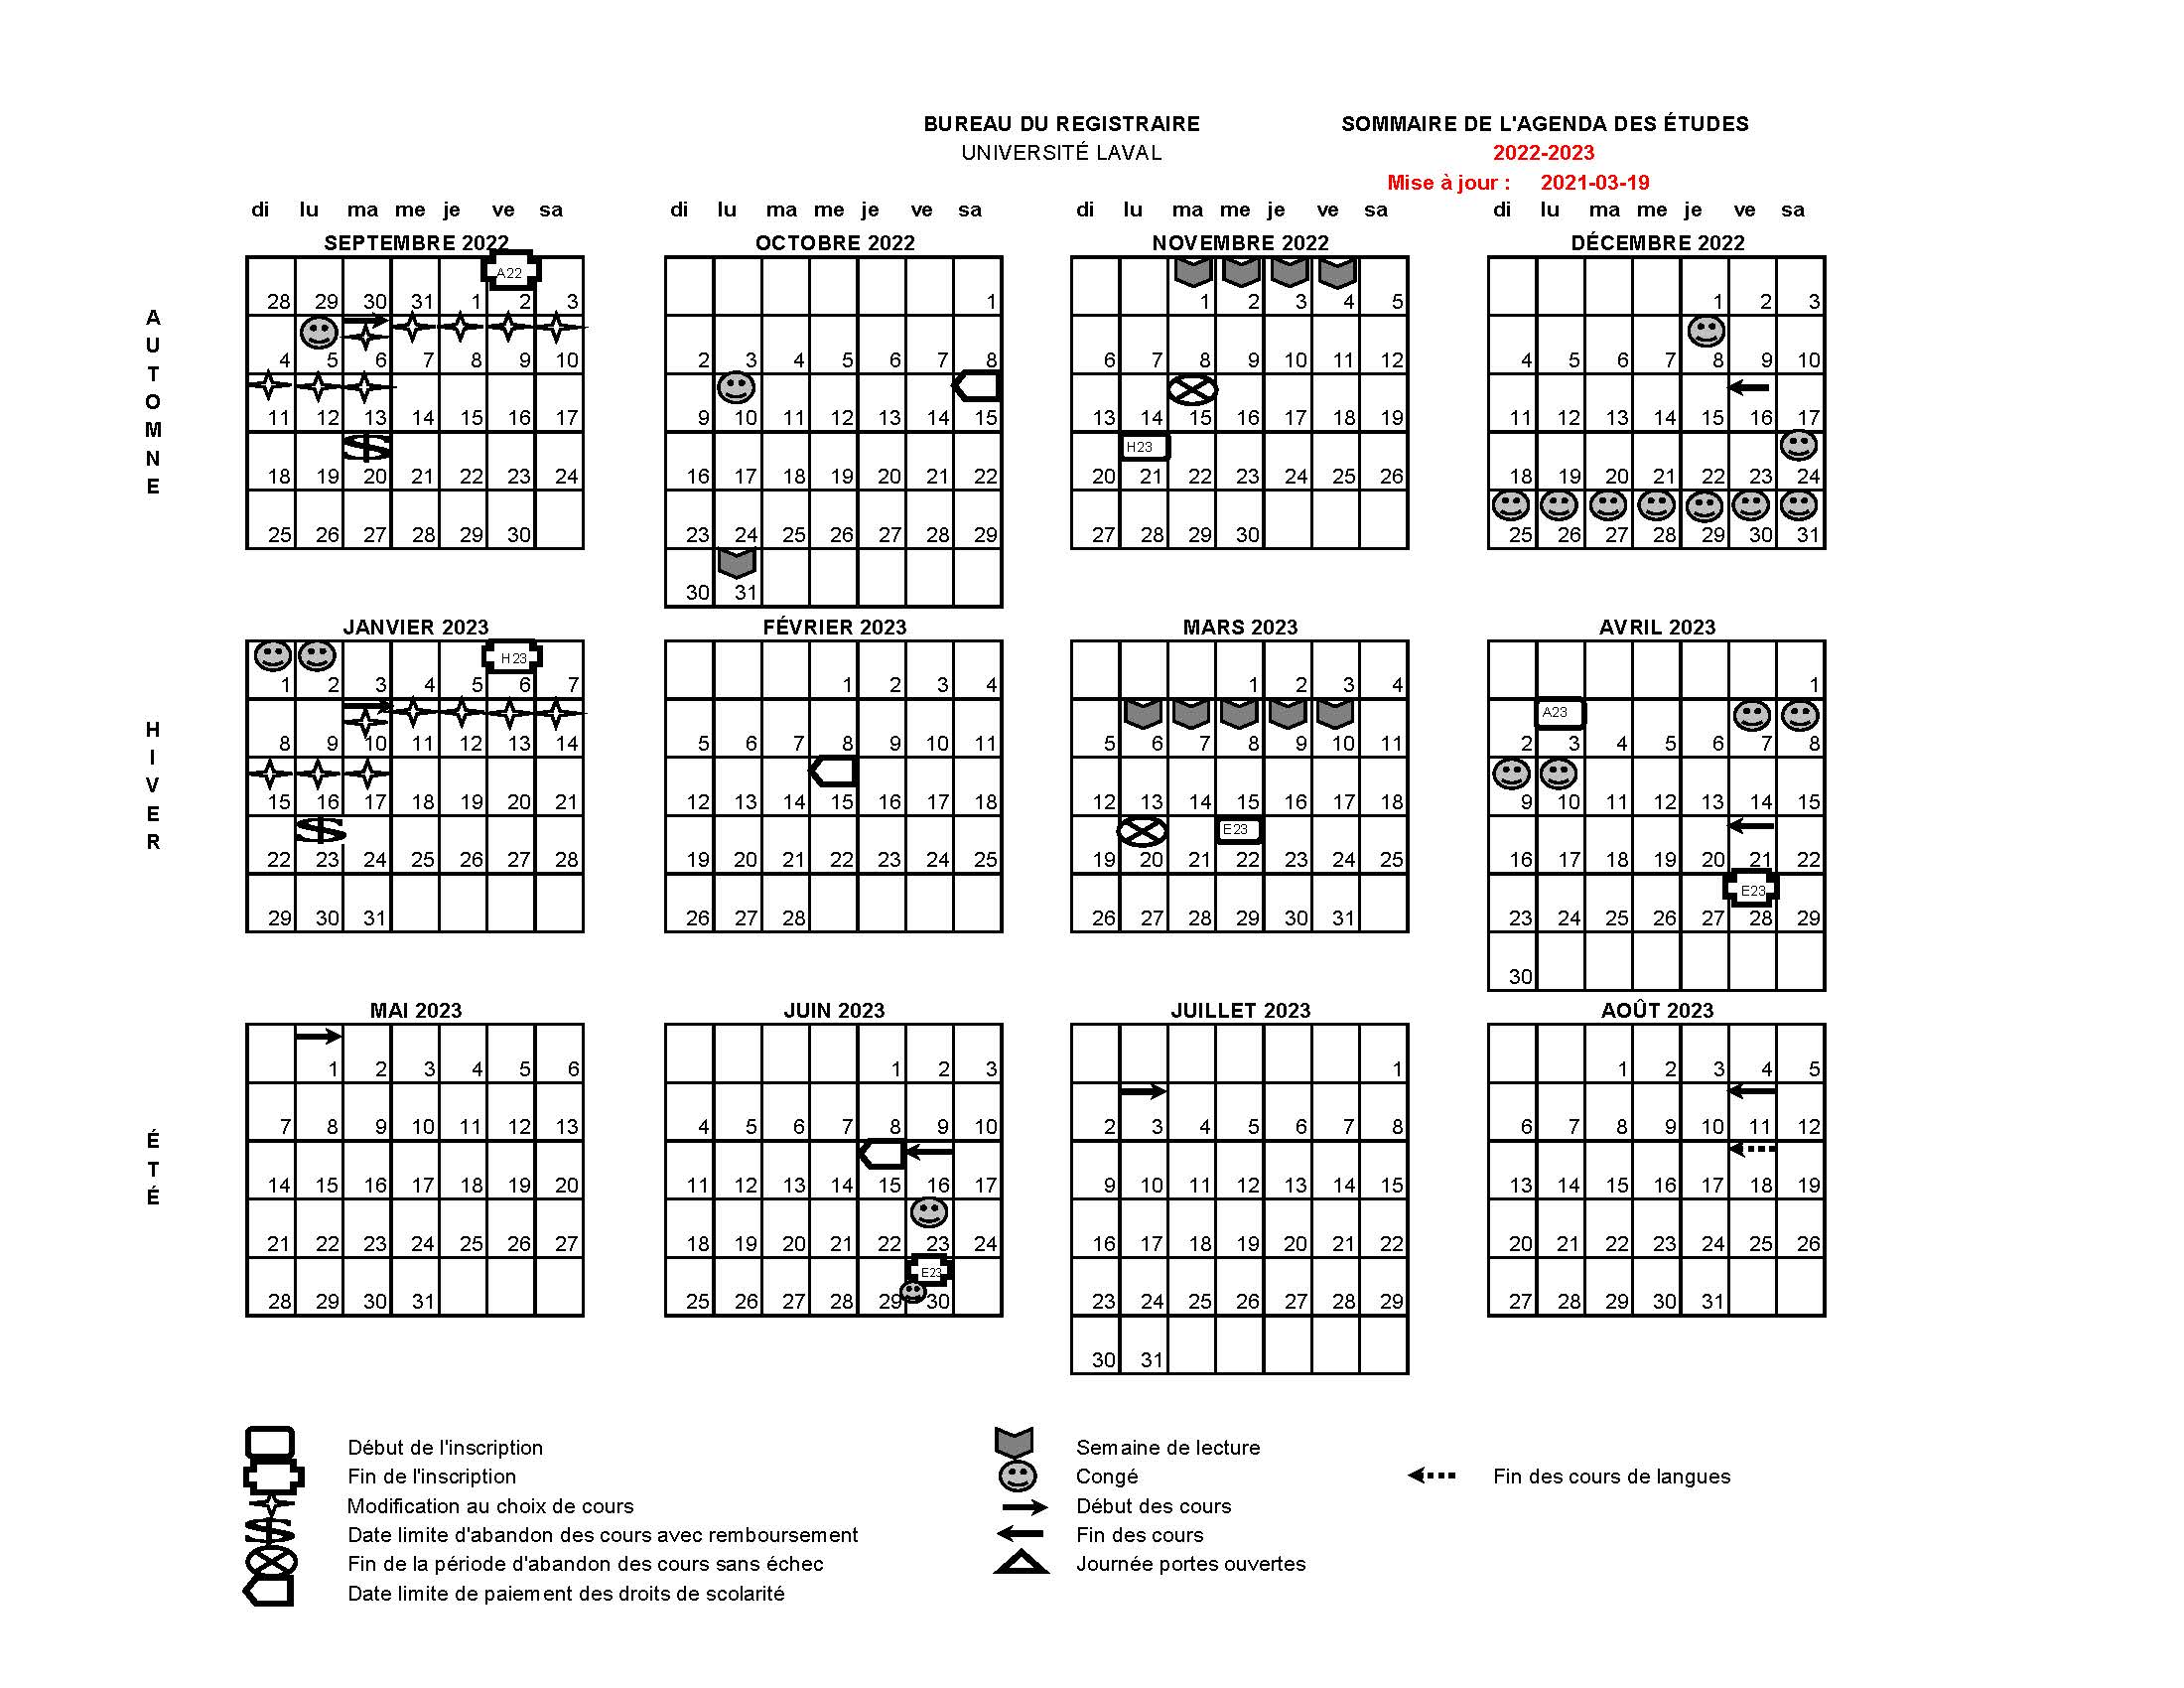 BUREAU DU REGISTRAIRE SOMMAIRE DE L'AGENDA DES ÉTUDES
UNIVERSITÉ LAVAL 2022-2023
Mise à jour : 2021-03-19
di lu ma me je ve sa di lu ma me je ve sa di lu ma me je ve sa di lu ma me je ve sa
AUTOMNE
SEPTEMBRE 2022
A22
28 29 30 31 1 2 3
4 5 6 7 8 9 10
11 12 13 14 15 16 17
18 19 20 21 22 23 24
25 26 27 28 29 30
OCTOBRE 2022
1
2 3 4 5 6 7 8
9 10 11 12 13 14 15
16 17 18 19 20 21 22
23 24 25 26 27 28 29
30 31
NOVEMBRE 2022
1 2 3 4 5
6 7 8 9 10 11 12
13 14 15 16 17 18 19
H23
20 21 22 23 24 25 26
27 28 29 30
DÉCEMBRE 2022
1 2 3
4 5 6 7 8 9 10
11 12 13 14 15 16 17
18 19 20 21 22 23 24
25 26 27 28 29 30 31
HIVER
JANVIER 2023
H23
1 2 3 4 5 6 7
8 9 10 11 12 13 14
15 16 17 18 19 20 21
22 23 24 25 26 27 28
29 30 31
FÉVRIER 2023
1 2 3 4
5 6 7 8 9 10 11
12 13 14 15 16 17 18
19 20 21 22 23 24 25
26 27 28
MARS 2023
1 2 3 4
5 6 7 8 9 10 11
12 13 14 15 16 17 18
E23
19 20 21 22 23 24 25
26 27 28 29 30 31
AVRIL 2023
1
A23
2 3 4 5 6 7 8
9 10 11 12 13 14 15
16 17 18 19 20 21 22
E23
23 24 25 26 27 28 29
30
ÉTÉ
MAI 2023
1 2 3 4 5 6
7 8 9 10 11 12 13
14 15 16 17 18 19 20
21 22 23 24 25 26 27
28 29 30 31
JUIN 2023
1 2 3
4 5 6 7 8 9 10
11 12 13 14 15 16 17
18 19 20 21 22 23 24
E23
25 26 27 28 29 30
JUILLET 2023
1
2 3 4 5 6 7 8
9 10 11 12 13 14 15
16 17 18 19 20 21 22
23 24 25 26 27 28 29
30 31
AOÛT 2023
1 2 3 4 5
6 7 8 9 10 11 12
13 14 15 16 17 18 19
20 21 22 23 24 25 26
27 28 29 30 31
Début de l'inscription
Fin de l'inscription
Modification au choix de cours
Date limite d'abandon des cours avec remboursement
Fin de la période d'abandon des cours sans échec
Date limite de paiement des droits de scolarité
Semaine de lecture
Congé
Début des cours
Fin des cours
Journée portes ouvertes
Fin des cours de langues